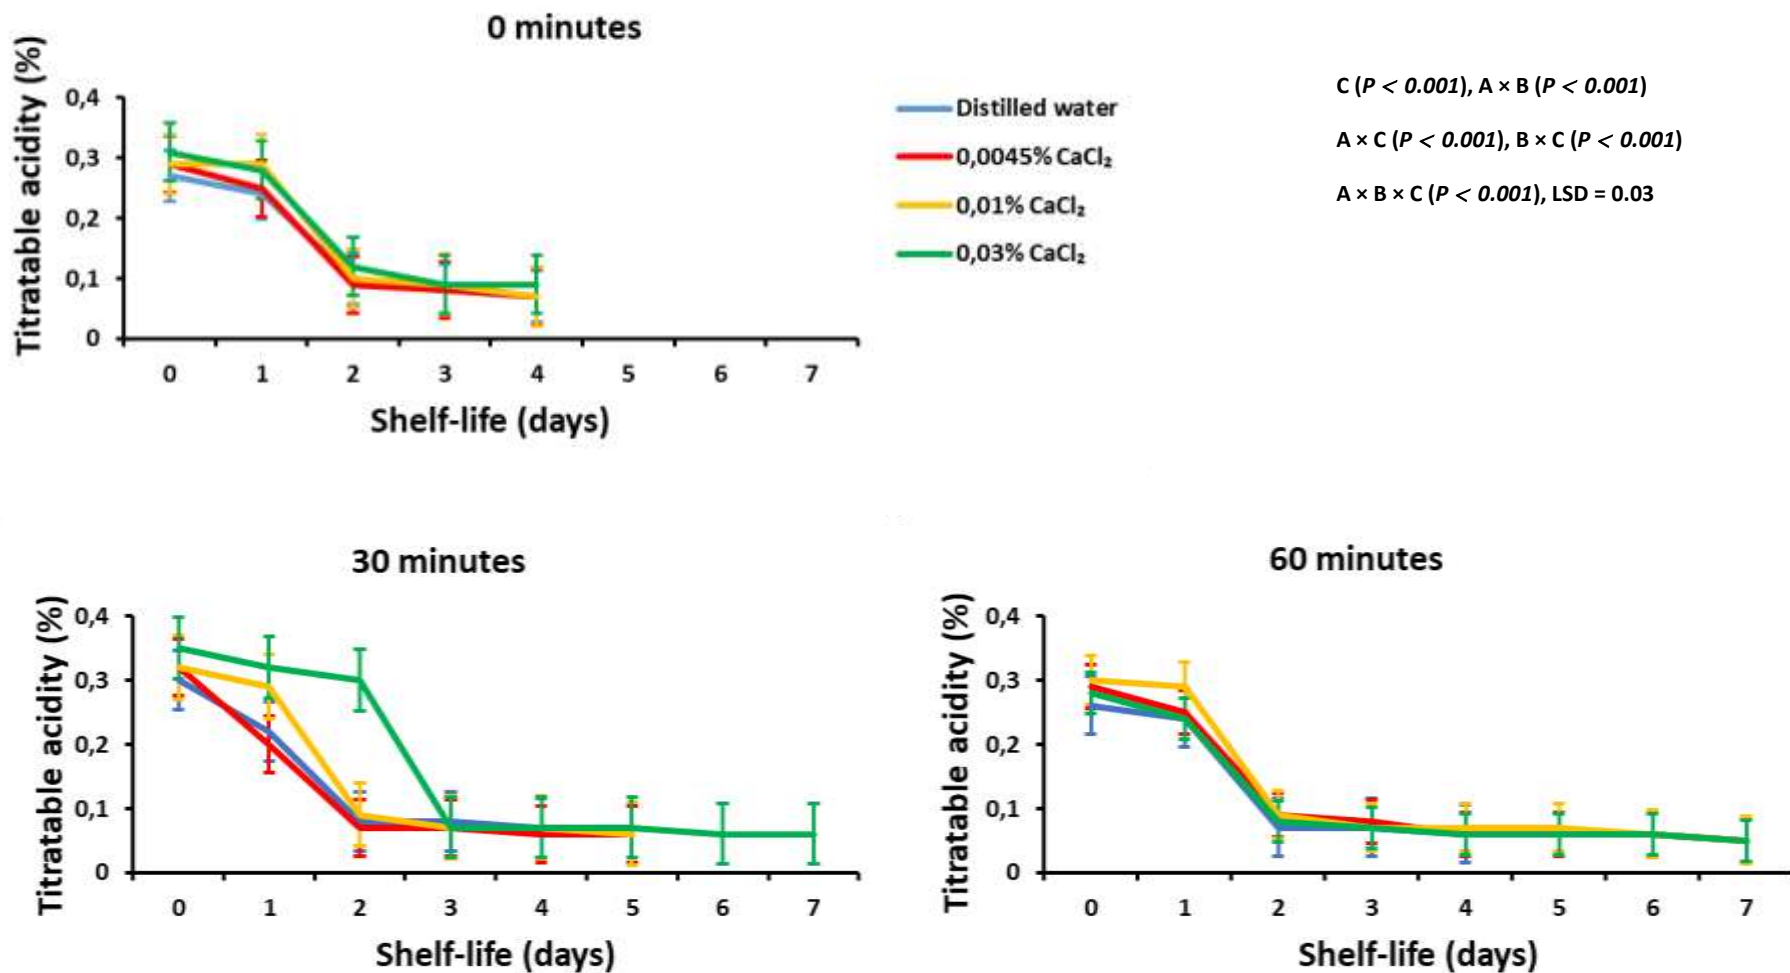 0 minutes
Titratable acidity (%)
0,4
0,3
0,2
0,1
0
0 1 2 3 4 5 6 7
Shelf-life (days)
Distilled water
0,0045% CaCl₂
0,01% CaCl₂
0,03% CaCl₂
C (P < 0.001), A × B (P < 0.001)
A × C (P < 0.001), B × C (P < 0.001)
A × B × C (P < 0.001), LSD = 0.03
30 minutes
Titratable acidity (%)
0,4
0,3
0,2
0,1
0
0 1 2 3 4 5 6 7
Shelf-life (days)
60 minutes
Titratable acidity (%)
0,4
0,3
0,2
0,1
0
0 1 2 3 4 5 6 7
Shelf-life (days)